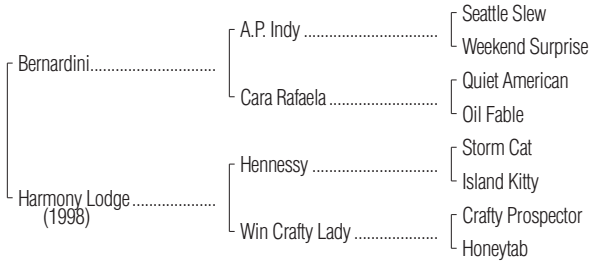 Seattle Slew
A.P. Indy
Weekend Surprise
Bernardini
Quiet American
Cara Rafaela
Oil Fable
Storm Cat
Hennessy
Island Kitty
Harmony Lodge
(1998)
Crafty Prospector
Win Crafty Lady
Honeytab